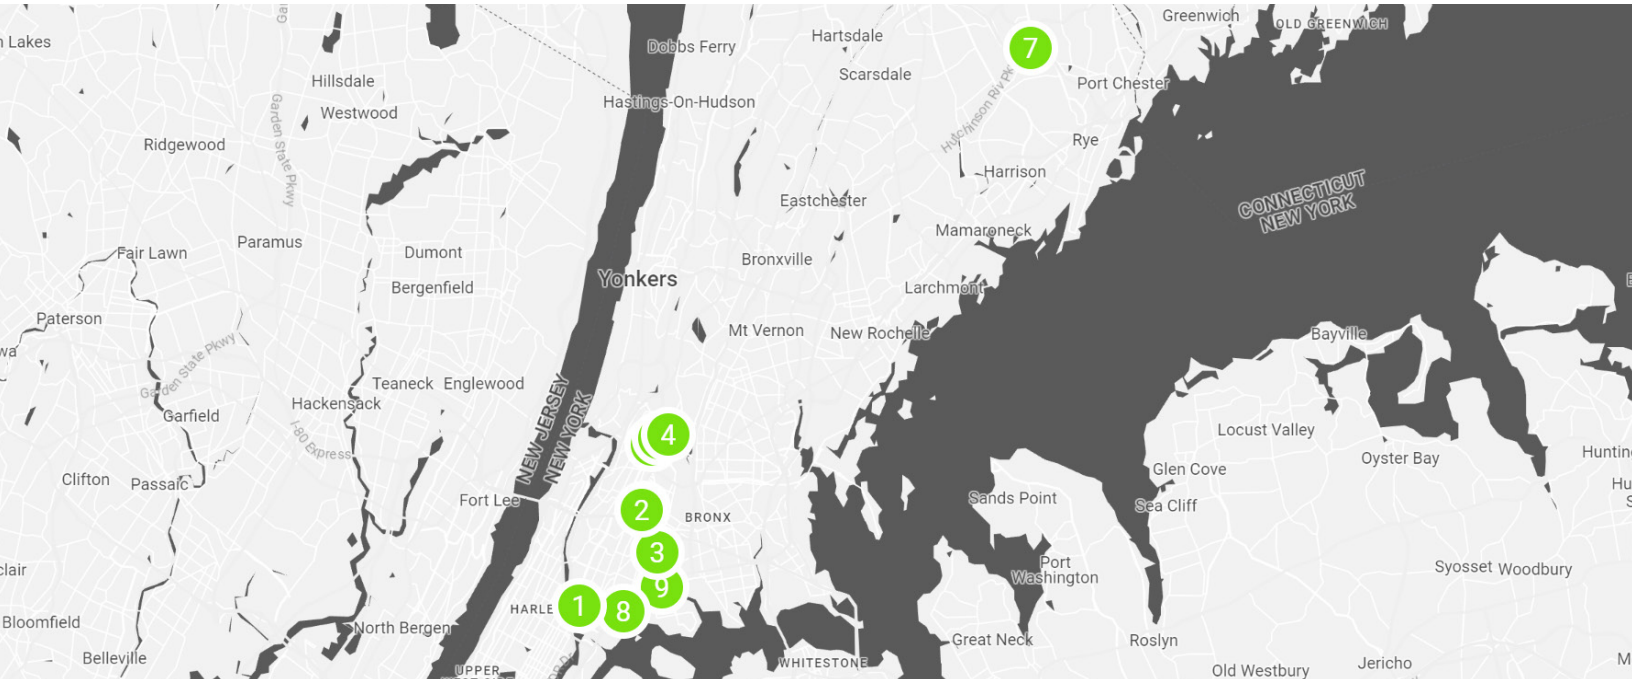 Greenwich
OLD GREENWICH
Lakes
Dobbs Ferry
Hartsdale
7
Hillsdale
Scarsdale
Port Chester
Hastings-On-Hudson
Westwood
Garden State Pkwy
Hutchinson Riv Pk
Ridgewood
Rye
Harrison
CONNECTICUT
NEW YORK
Eastchester
Mamaroneck
Paramus
Fair Lawn
Dumont
Bronxville
Yonkers
Bergenfield
Larchmont
Paterson
Mt Vernon
New Rochelle
Bayville
Garden State Pkwy
Teaneck
Englewood
Hackensack
NEW JERSEY
NEW YORK
Garfield
4
Locust Valley
I-80 Express
Oyster Bay
Huntin
Clifton
Passaic
Glen Cove
Fort Lee
Sands Point
Sea Cliff
Hu
S
2
BRONX
3
Port
Washington
Syosset
Woodbury
clair
9
HARLE
1
8
Bloomfield
North Bergen
Great Neck
Roslyn
Belleville
UPPER
WHITESTONE
Old Westbury
Jericho
M